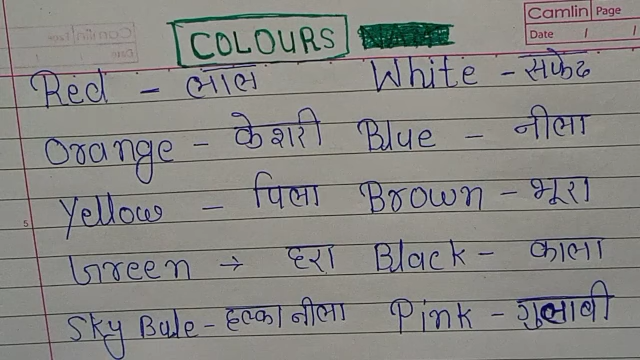 Camlin Page
Date / /
COLOURS
Red - लाल White - सफेद
Orange - केशरी Blue - नीला
Yellow - पिला Brown - भूरा
Green → हरा Black - काला
Sky Bule - हल्का नीला Pink - गुलाबी
5